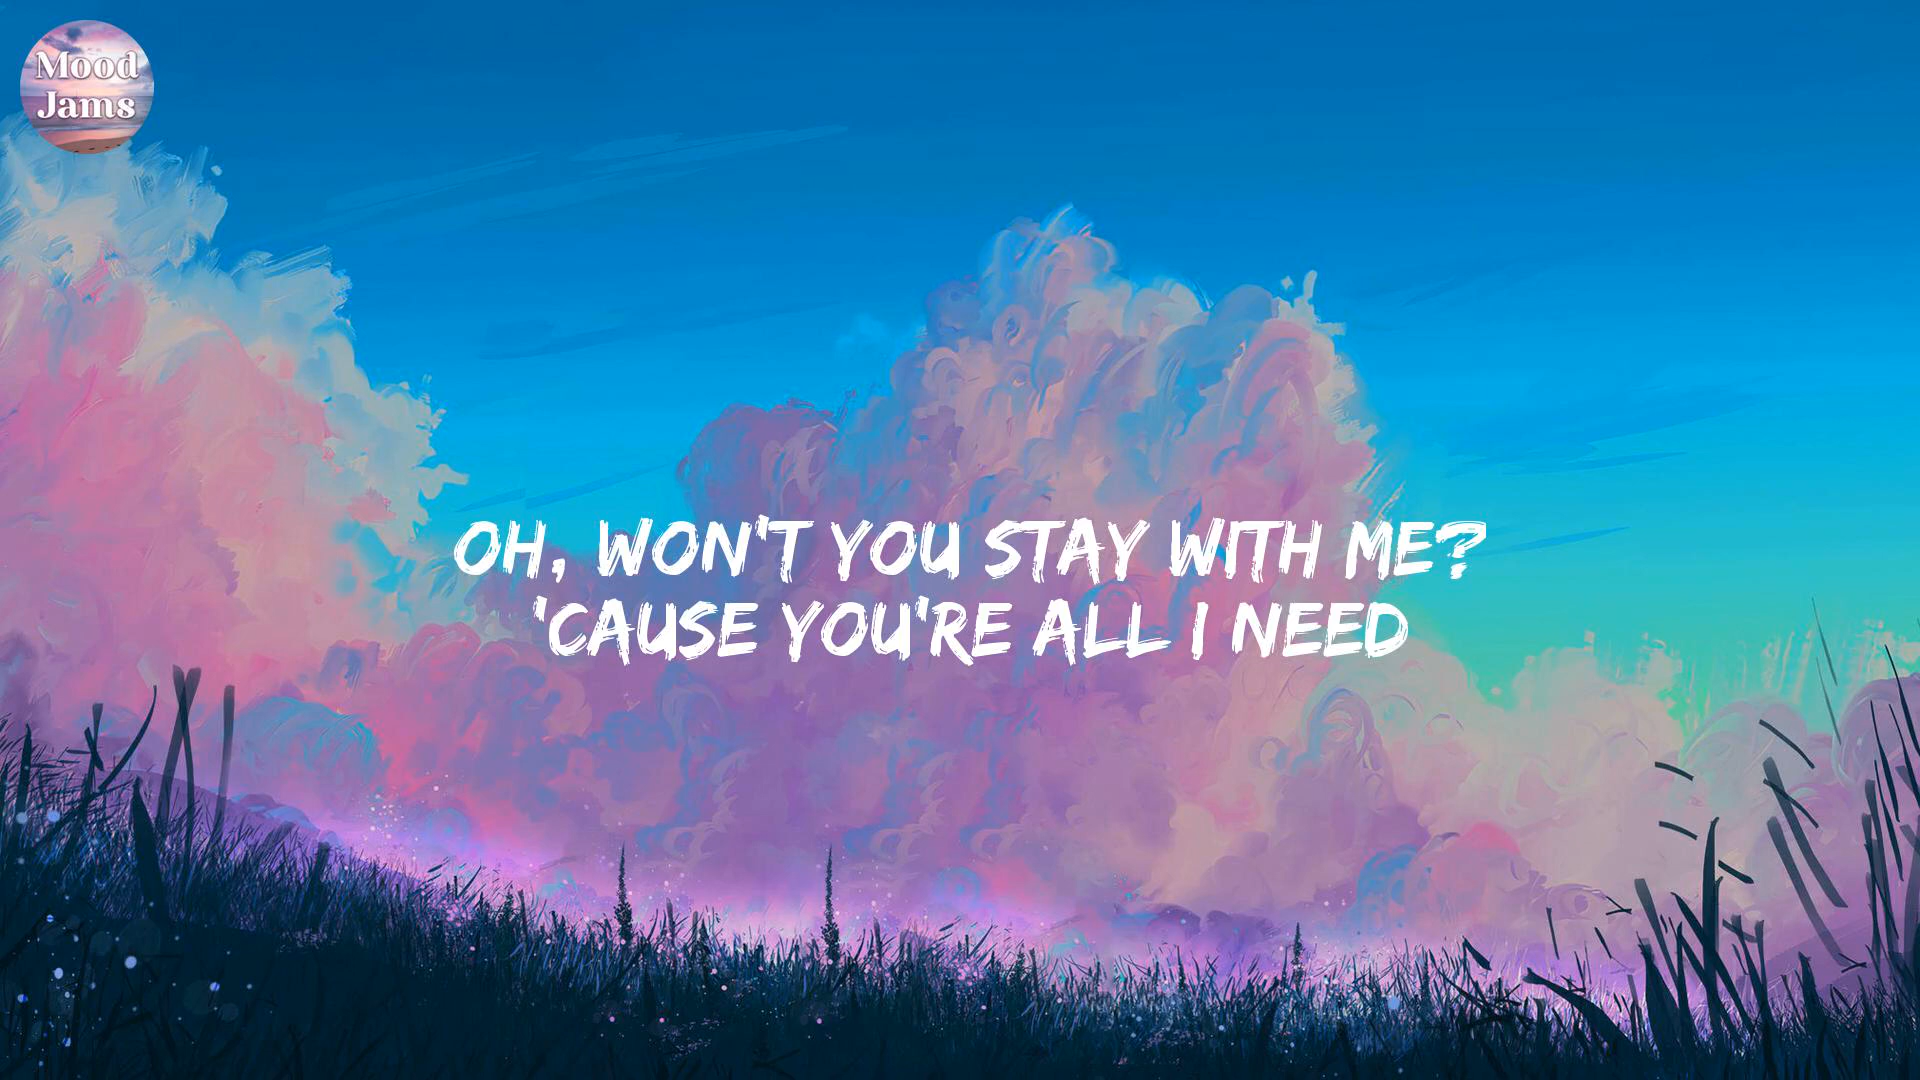 Mood
Jams
OH, WON'T YOU STAY WITH ME?
'CAUSE YOU'RE ALL I NEED